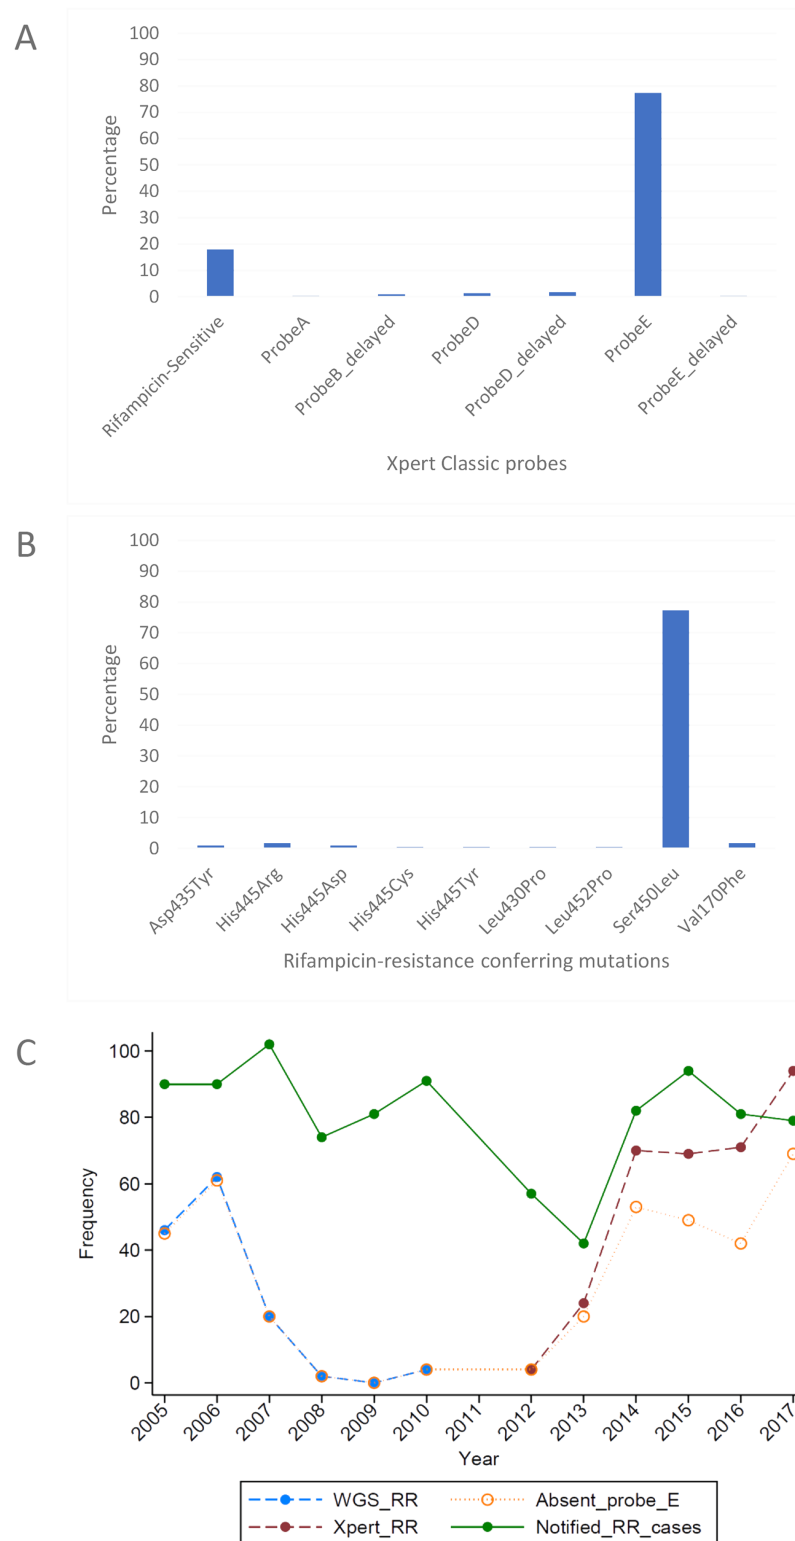 A
100
90
80
70
60
50
40
30
20
10
0
Percentage
Rifampicin-Sensitive
ProbeA
ProbeB_delayed
ProbeD
ProbeD_delayed
ProbeE
ProbeE_delayed
Xpert Classic probes
B
100
90
80
70
60
50
40
30
20
10
0
Percentage
Asp435Tyr
His445Arg
His445Asp
His445Cys
His445Tyr
Leu430Pro
Leu452Pro
Ser450Leu
Val170Phe
Rifampicin-resistance conferring mutations
C
100
80
60
40
20
0
Frequency
2005
2006
2007
2008
2009
2010
2011
2012
2013
2014
2015
2016
2017
Year
WGS_RR
Absent_probe_E
Xpert_RR
Notified_RR_cases